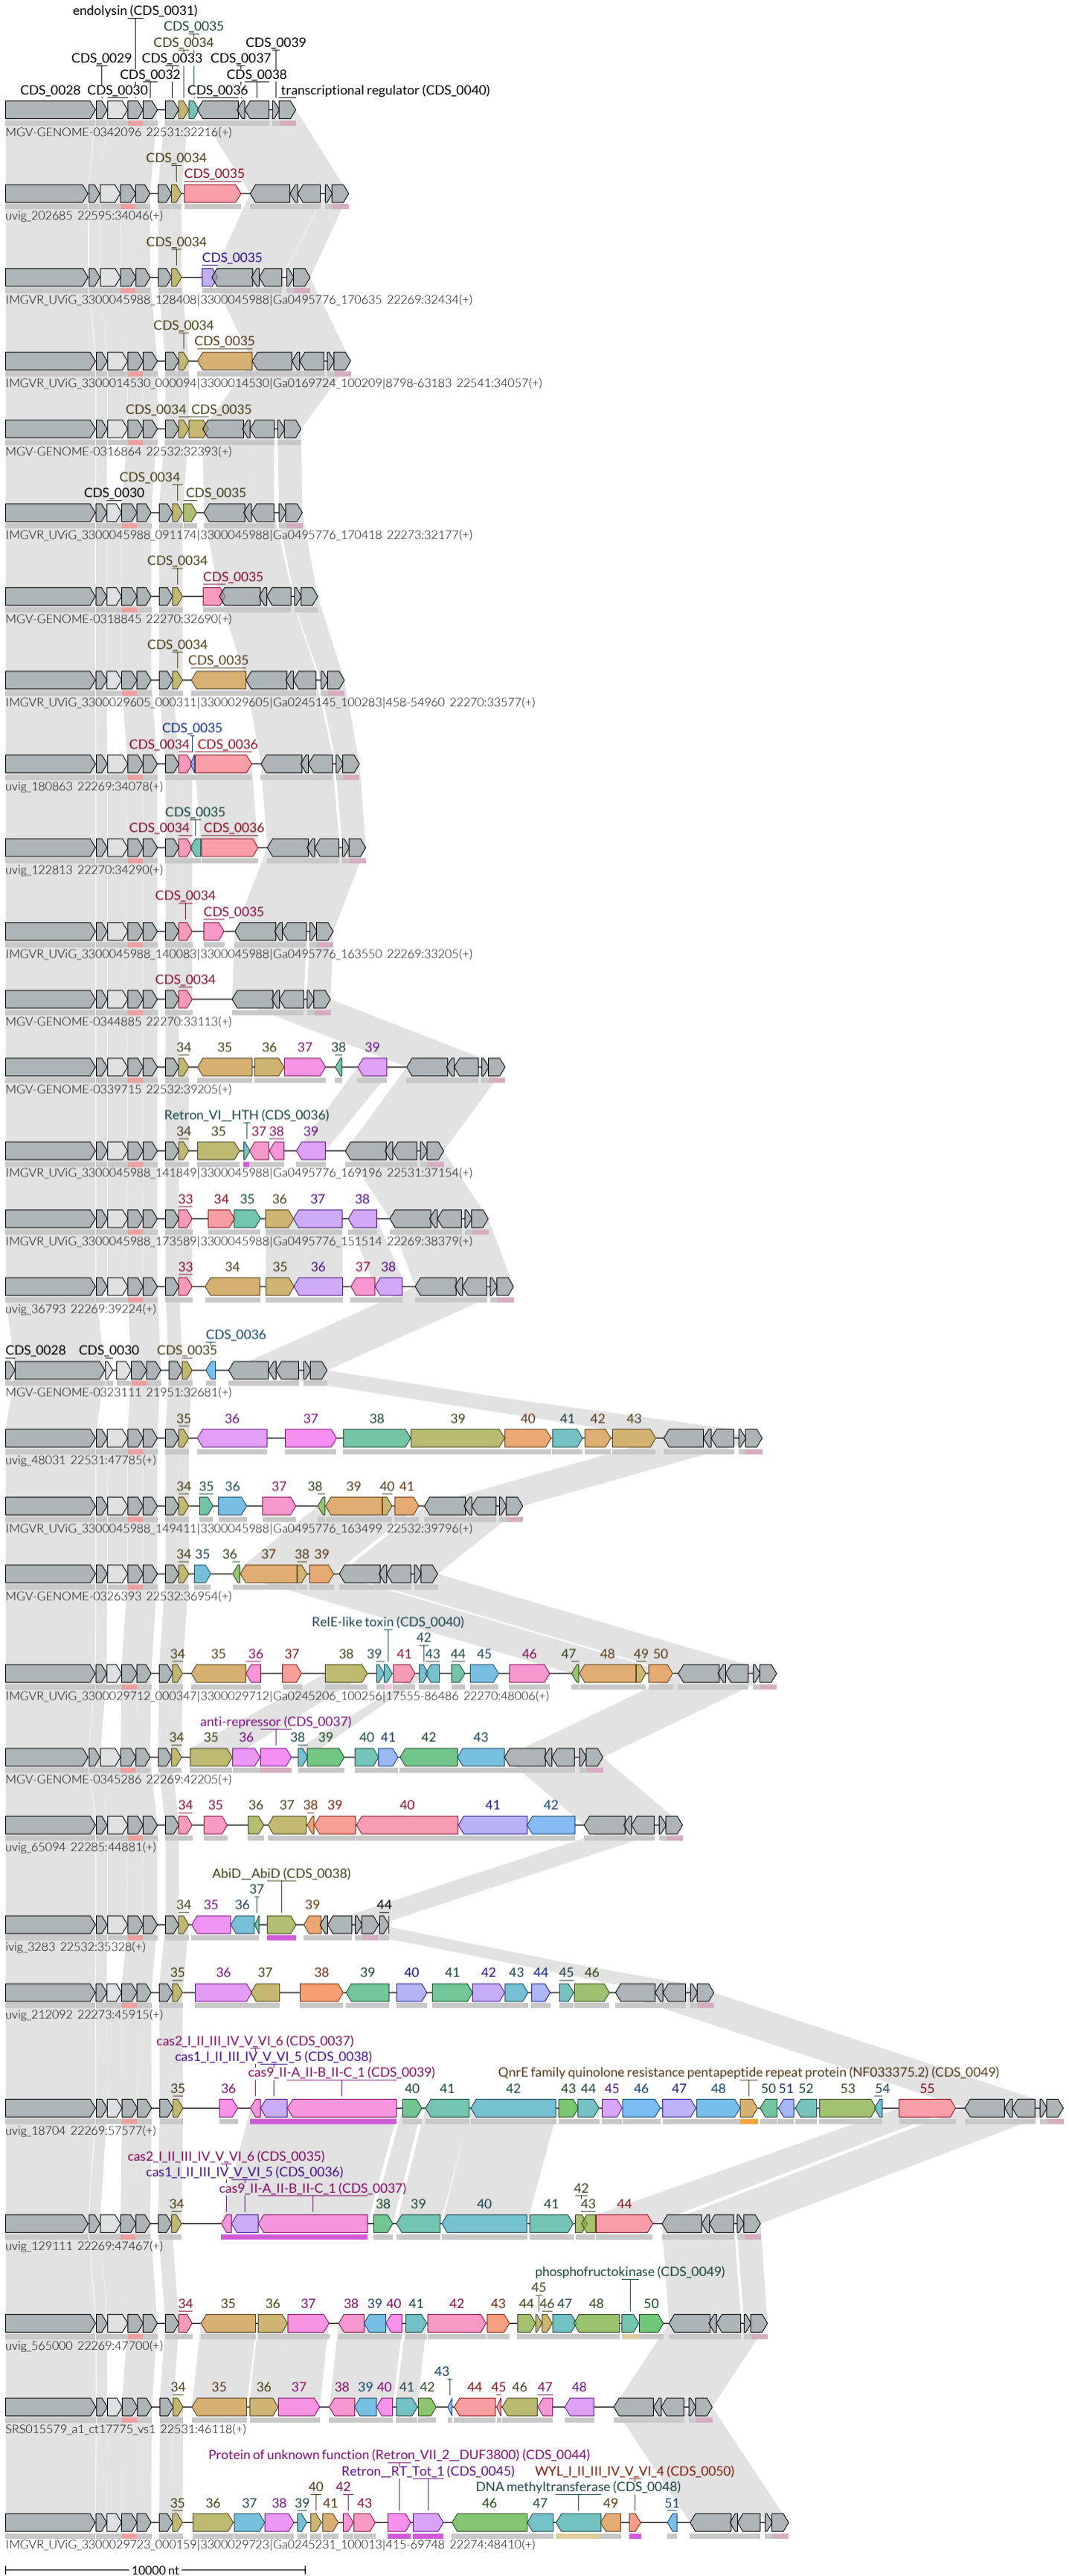 endolysin (CDS_0031)
CDS_0035
CDS_0034 CDS_0039
CDS_0029 CDS_0033 CDS_0037
CDS_0032 CDS_0038
CDS_0028 CDS_0030 CDS_0036 transcriptional regulator (CDS_0040)
MGV-GENOME-0342096 22531:32216(+)
CDS_0034
CDS_0035
uvig_202685 22595:34046(+)
CDS_0034
CDS_0035
IMGVR_UViG_3300045988_128408|3300045988|Ga0495776_170635 22269:32434(+)
CDS_0034
CDS_0035
IMGVR_UViG_3300014530_000094|3300014530|Ga0169724_100209|8798-63183 22541:34057(+)
CDS_0034 CDS_0035
MGV-GENOME-0316864 22532:32393(+)
CDS_0034
CDS_0030 CDS_0035
IMGVR_UViG_3300045988_091174|3300045988|Ga0495776_170418 22273:32177(+)
CDS_0034
CDS_0035
MGV-GENOME-0318845 22270:32690(+)
CDS_0034
CDS_0035
IMGVR_UViG_3300029605_000311|3300029605|Ga0245145_100283|458-54960 22270:33577(+)
CDS_0035
CDS_0034 CDS_0036
uvig_180863 22269:34078(+)
CDS_0035
CDS_0034 CDS_0036
uvig_122813 22270:34290(+)
CDS_0034
CDS_0035
IMGVR_UViG_3300045988_140083|3300045988|Ga0495776_163550 22269:33205(+)
CDS_0034
MGV-GENOME-0344885 22270:33113(+)
34 35 36 37 38 39
MGV-GENOME-0339715 22532:39205(+)
Retron_VI__HTH (CDS_0036)
34 35 37 38 39
IMGVR_UViG_3300045988_141849|3300045988|Ga0495776_169196 22531:37154(+)
33 34 35 36 37 38
IMGVR_UViG_3300045988_173589|3300045988|Ga0495776_151514 22269:38379(+)
33 34 35 36 37 38
uvig_36793 22269:39224(+)
CDS_0036
CDS_0028 CDS_0030 CDS_0035
MGV-GENOME-0323111 21951:32681(+)
35 36 37 38 39 40 41 42 43
uvig_48031 22531:47785(+)
34 35 36 37 38 39 40 41
IMGVR_UViG_3300045988_149411|3300045988|Ga0495776_163499 22532:39796(+)
34 35 36 37 38 39
MGV-GENOME-0326393 22532:36954(+)
RelE-like toxin (CDS_0040)
42
34 35 36 37 38 39 41 43 44 45 46 47 48 49 50
IMGVR_UViG_3300029712_000347|3300029712|Ga0245206_100256|17555-86486 22270:48006(+)
anti-repressor (CDS_0037)
34 35 36 38 39 40 41 42 43
MGV-GENOME-0345286 22269:42205(+)
34 35 36 37 38 39 40 41 42
uvig_65094 22285:44881(+)
AbiD__AbiD (CDS_0038)
37
34 35 36 39 44
ivig_3283 22532:35328(+)
35 36 37 38 39 40 41 42 43 44 45 46
uvig_212092 22273:45915(+)
cas2_I_II_III_IV_V_VI_6 (CDS_0037)
cas1_I_II_III_IV_V_VI_5 (CDS_0038)
cas9_II-A_II-B_II-C_1 (CDS_0039) QnrE family quinolone resistance pentapeptide repeat protein (NF033375.2) (CDS_0049)
35 36 40 41 42 43 44 45 46 47 48 50 51 52 53 54 55
uvig_18704 22269:57577(+)
cas2_I_II_III_IV_V_VI_6 (CDS_0035)
cas1_I_II_III_IV_V_VI_5 (CDS_0036)
cas9_II-A_II-B_II-C_1 (CDS_0037) 42
34 38 39 40 41 43 44
uvig_129111 22269:47467(+)
phosphofructokinase (CDS_0049)
45
34 35 36 37 38 39 40 41 42 43 44 46 47 48 50
uvig_565000 22269:47700(+)
43
34 35 36 37 38 39 40 41 42 44 45 46 47 48
SRS015579_a1_ct17775_vs1 22531:46118(+)
Protein of unknown function (Retron_VII_2__DUF3800) (CDS_0044)
Retron__RT_Tot_1 (CDS_0045) WYL_I_II_III_IV_V_VI_4 (CDS_0050)
40 42 DNA methyltransferase (CDS_0048)
35 36 37 38 39 41 43 46 47 49 51
IMGVR_UViG_3300029723_000159|3300029723|Ga0245231_100013|415-69748 22274:48410(+)
10000 nt